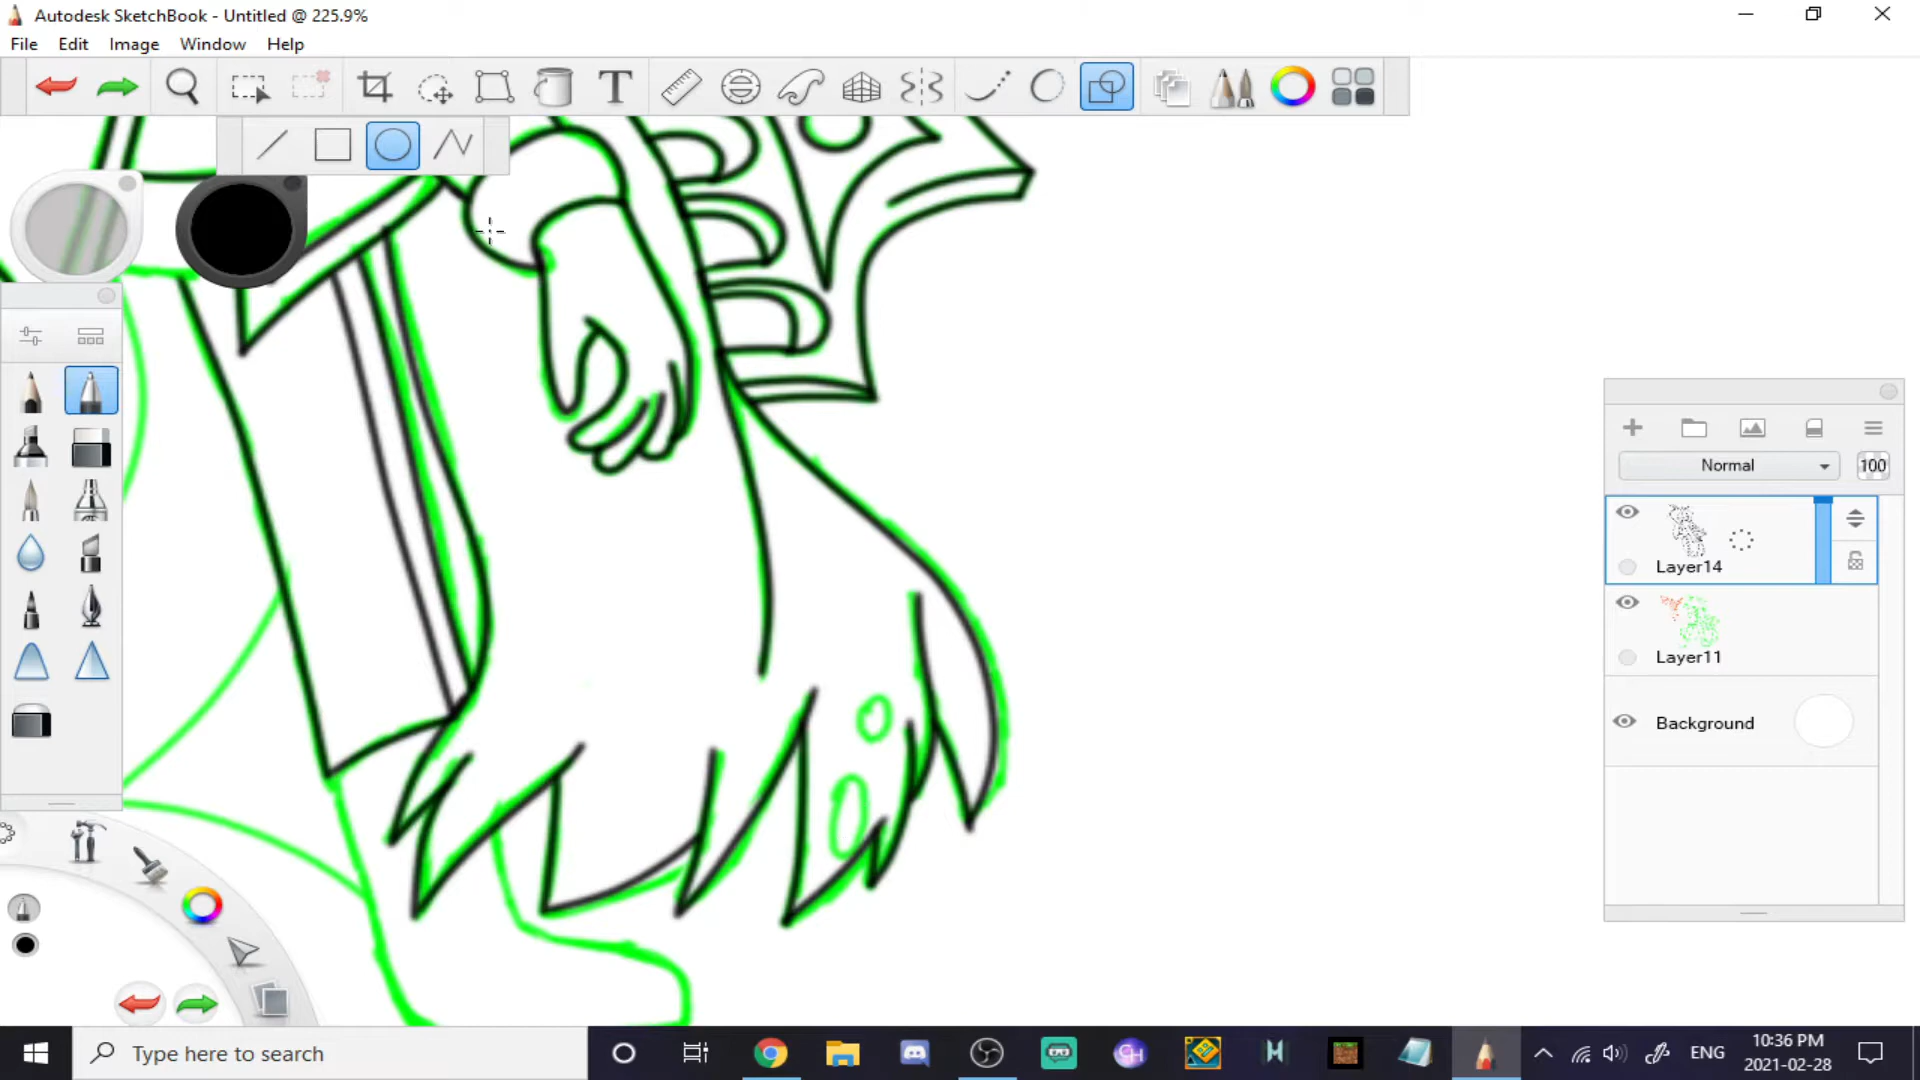 Autodesk SketchBook - Untitled @ 225.9%
File Edit Image Window Help
T
Normal 100
Layer14
Layer11
Background
Type here to search
CH
ENG
10:36 PM
2021-02-28